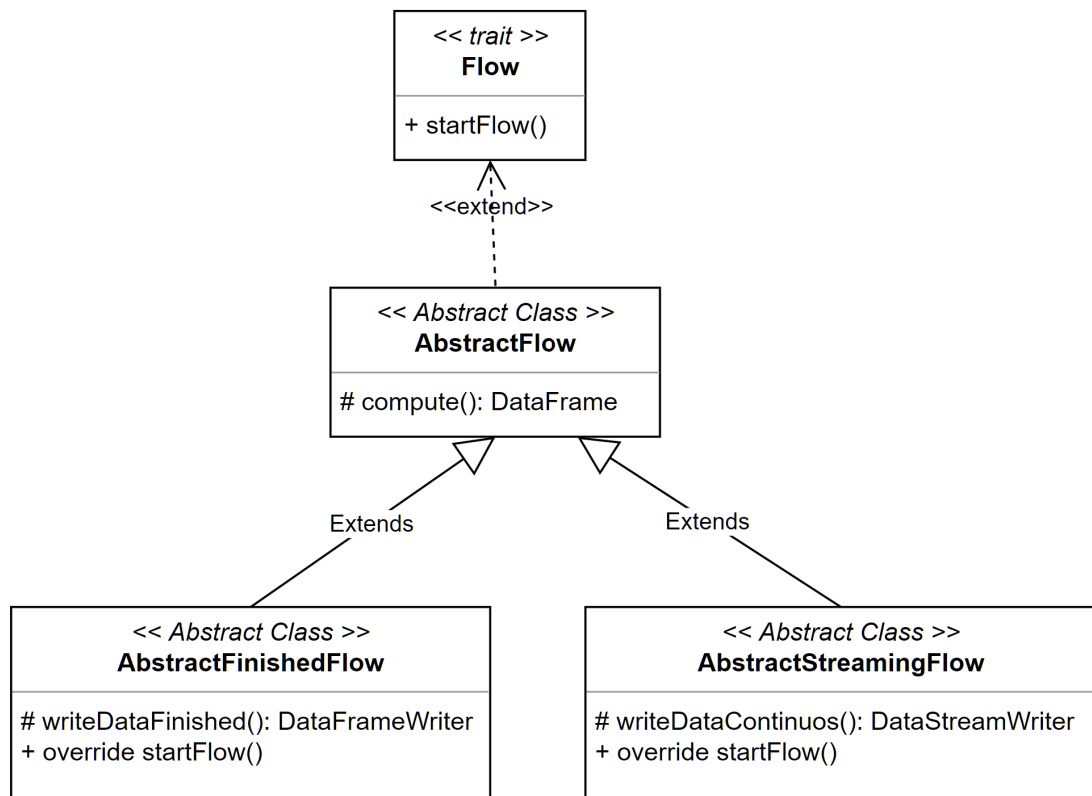 << trait >>
Flow
+ startFlow()
<<extend>>
<< Abstract Class >>
AbstractFlow
# compute(): DataFrame
Extends
Extends
<< Abstract Class >>
AbstractFinishedFlow
# writeDataFinished(): DataFrameWriter
+ override startFlow()
<< Abstract Class >>
AbstractStreamingFlow
# writeDataContinuos(): DataStreamWriter
+ override startFlow()